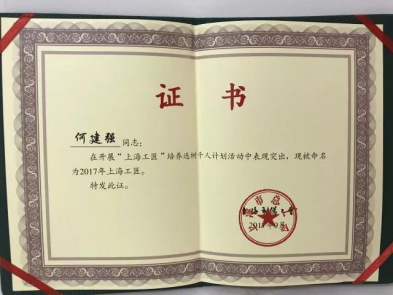 证书
何建强 同志：
在开展“上海工匠”培养选树千人计划活动中表现突出，现被命名
为2017年上海工匠。
特发此证。